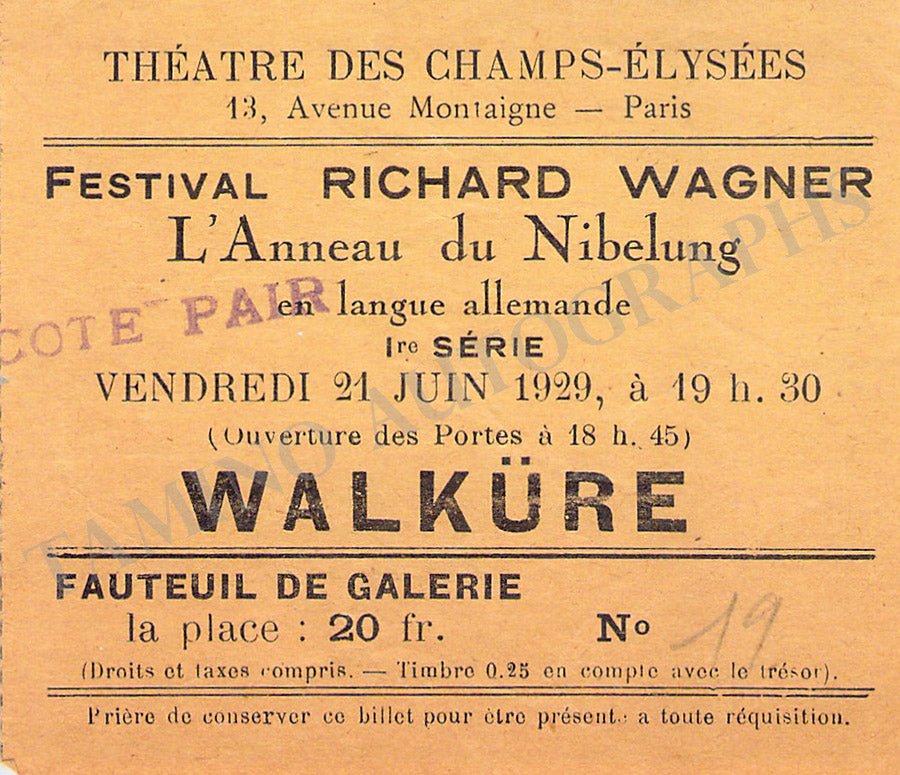 THÉATRE DES CHAMPS-ÉLYSÉES
13, Avenue Montaigne — Paris
FESTIVAL RICHARD WAGNER
L'Anneau du Nibelung
COTE PAIR
en langue allemande
1re SÉRIE
VENDREDI 21 JUIN 1929, à 19 h. 30
(Ouverture des Portes à 18 h. 45)
WALKÜRE
FAUTEUIL DE GALERIE
la place : 20 fr. No 19
(Droits et taxes compris. — Timbre 0.25 en compte avec le trésor).
Prière de conserver ce billet pour être présenté a toute réquisition.
TAMINO AUTOGRAPHS